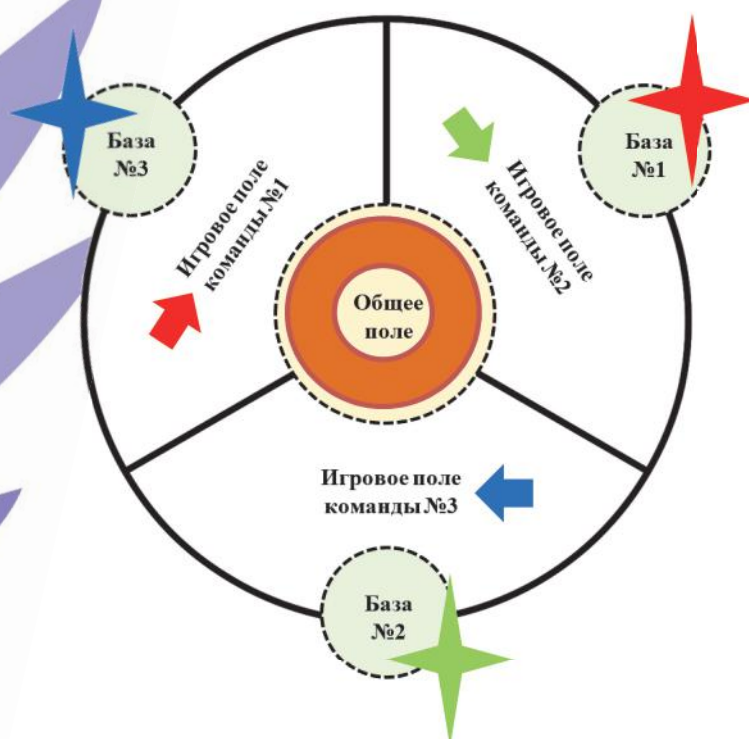 База
№3
База
№1
Игровое поле
команды №1
Игровое поле
команды №2
Общее
поле
Игровое поле
команды №3
База
№2